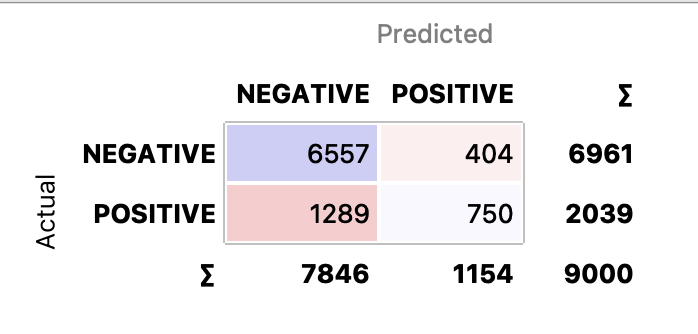 Predicted
NEGATIVE POSITIVE Σ
NEGATIVE 6557 404 6961
Actual
POSITIVE 1289 750 2039
Σ 7846 1154 9000